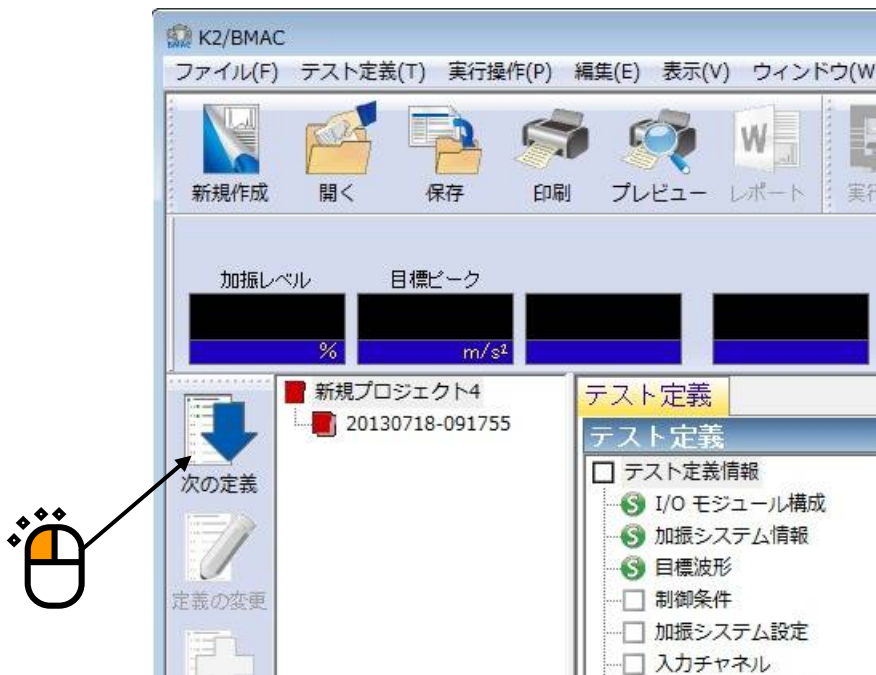 K2/BMAC
ファイル(F) テスト定義(T) 実行操作(P) 編集(E) 表示(V) ウィンドウ(W
新規作成 開く 保存 印刷 プレビュー レポート 実行
加振レベル 目標ピーク
% m/s²
新規プロジェクト4
20130718-091755
次の定義
定義の変更
テスト定義
テスト定義
テスト定義情報
I/O モジュール構成
加振システム情報
目標波形
制御条件
加振システム設定
入力チャネル